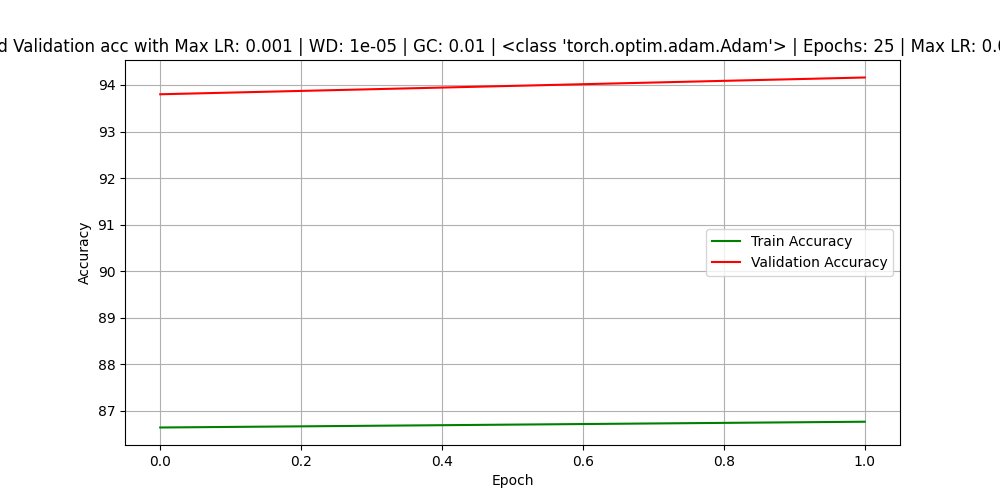 d Validation acc with Max LR: 0.001 | WD: 1e-05 | GC: 0.01 | <class 'torch.optim.adam.Adam'> | Epochs: 25 | Max LR: 0.0
94
93
92
91
90
89
88
87
Accuracy
Train Accuracy
Validation Accuracy
0.0 0.2 0.4 0.6 0.8 1.0
Epoch